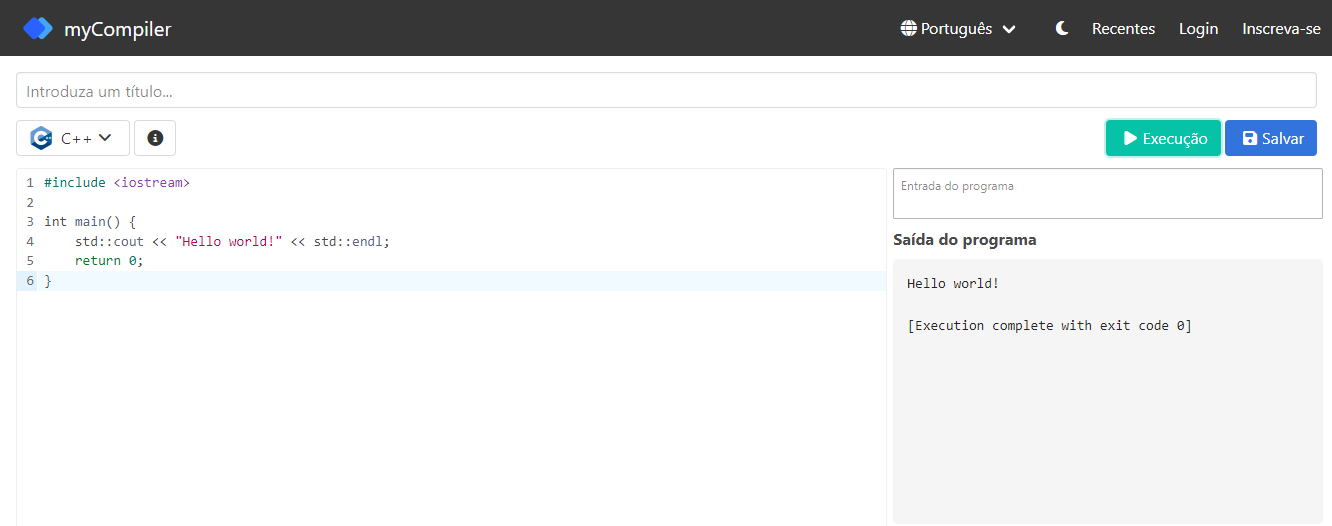 myCompiler
Português
Recentes
Login
Inscreva-se
Introduza um título...
C++
Execução
Salvar
1 #include <iostream>
2
3 int main() {
4     std::cout << "Hello world!" << std::endl;
5     return 0;
6 }
Entrada do programa
Saída do programa
Hello world!
[Execution complete with exit code 0]